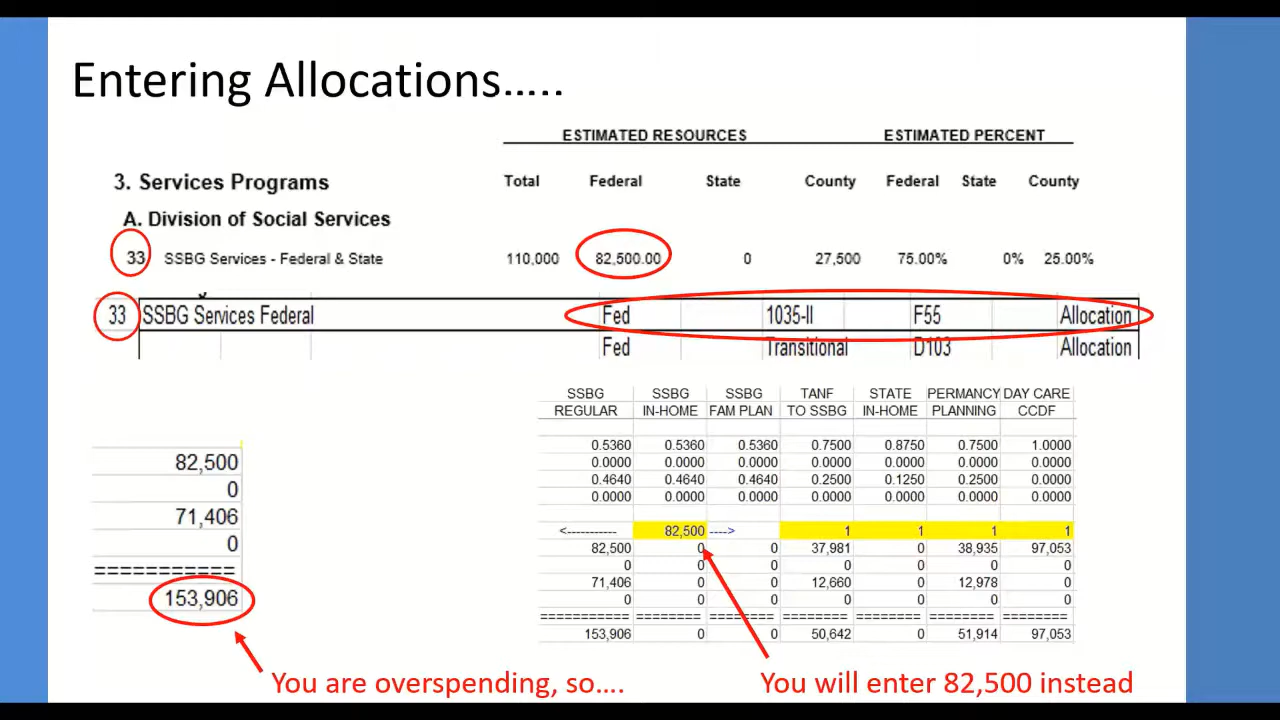 Entering Allocations.....
ESTIMATED RESOURCES ESTIMATED PERCENT
3. Services Programs Total Federal State County Federal State County
A. Division of Social Services
33 SSBG Services - Federal & State 110,000 82,500.00 0 27,500 75.00% 0% 25.00%
33 SSBG Services Federal Fed 1035-II F55 Allocation
Fed Transitional D103 Allocation
SSBG SSBG SSBG TANF STATE PERMANCY DAY CARE
REGULAR IN-HOME FAM PLAN TO SSBG IN-HOME PLANNING CCDF
0.5360 0.5360 0.5360 0.7500 0.8750 0.7500 1.0000
0.0000 0.0000 0.0000 0.0000 0.0000 0.0000 0.0000
0.4640 0.4640 0.4640 0.2500 0.1250 0.2500 0.0000
0.0000 0.0000 0.0000 0.0000 0.0000 0.0000 0.0000
<----------- 82,500 ----> 1 1 1 1
82,500 0 0 37,981 0 38,935 97,053
0 0 0 0 0 0 0
71,406 0 0 12,660 0 12,978 0
0 0 0 0 0 0 0
=========== ======== ======== ======== ======== ======== ========
153,906 0 0 50,642 0 51,914 97,053
82,500
0
71,406
0
===========
153,906
You are overspending, so....
You will enter 82,500 instead